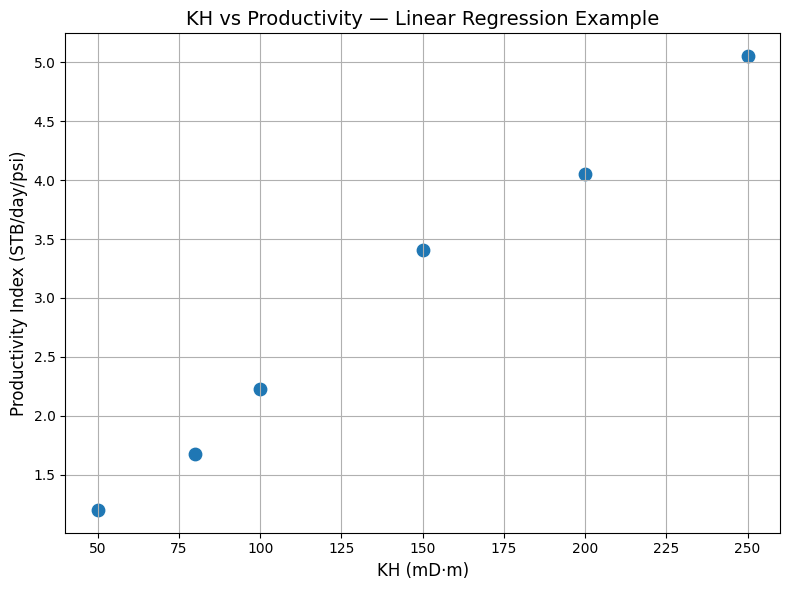 KH vs Productivity — Linear Regression Example
Productivity Index (STB/day/psi)
5.0
4.5
4.0
3.5
3.0
2.5
2.0
1.5
50 75 100 125 150 175 200 225 250
KH (mD·m)